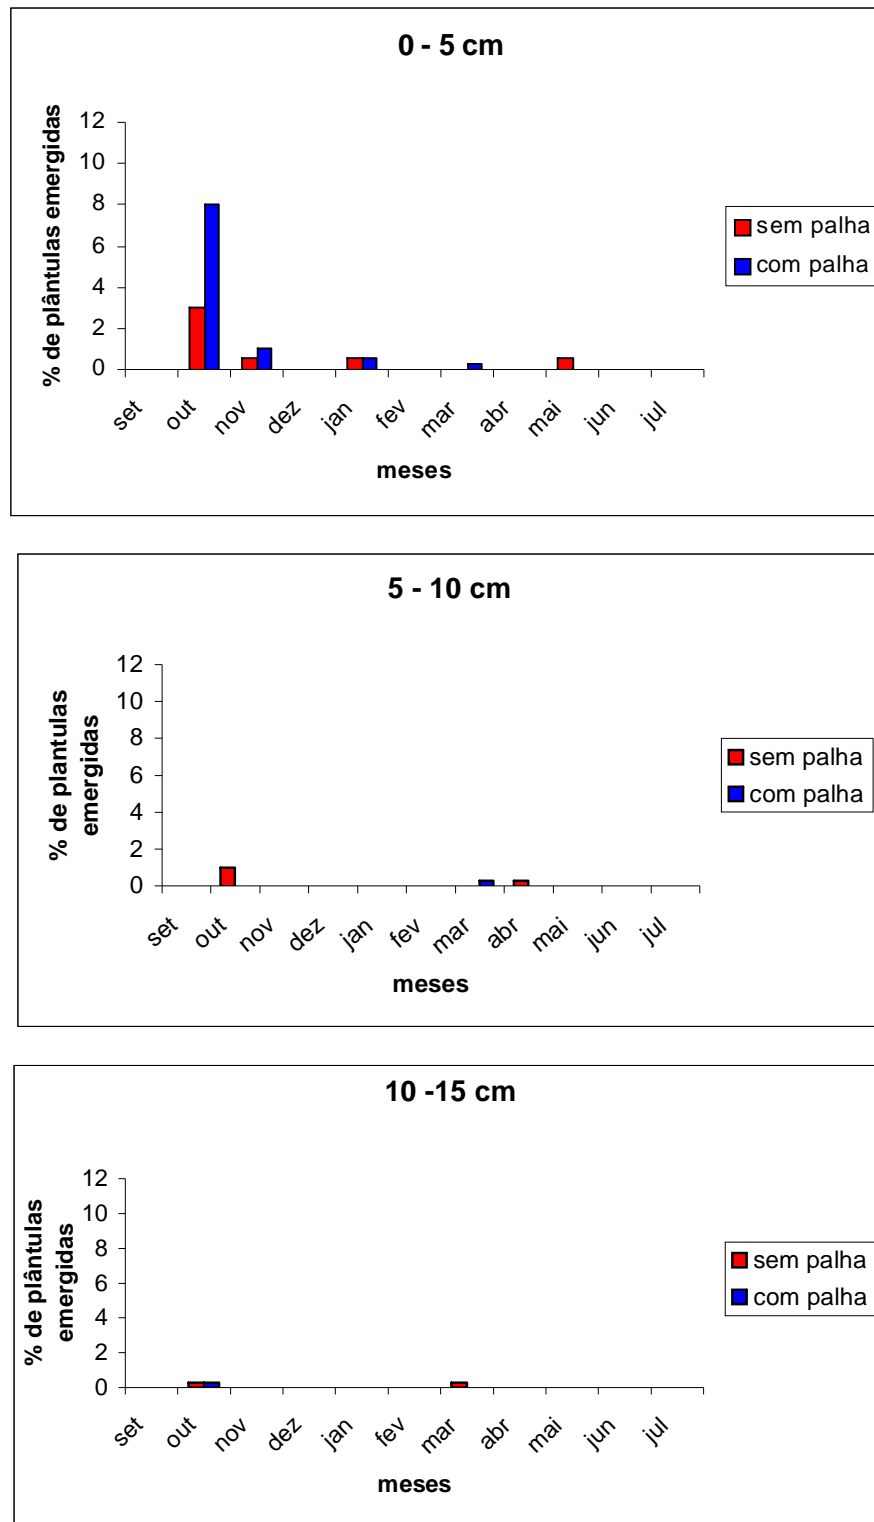 0 - 5 cm
% de plântulas emergidas
12
10
8
6
4
2
0
set out nov dez jan fev mar abr mai jun jul
meses
sem palha
com palha
5 - 10 cm
% de plantulas
emergidas
12
10
8
6
4
2
0
set out nov dez jan fev mar abr mai jun jul
meses
sem palha
com palha
10 -15 cm
% de plântulas
emergidas
12
10
8
6
4
2
0
set out nov dez jan fev mar abr mai jun jul
meses
sem palha
com palha